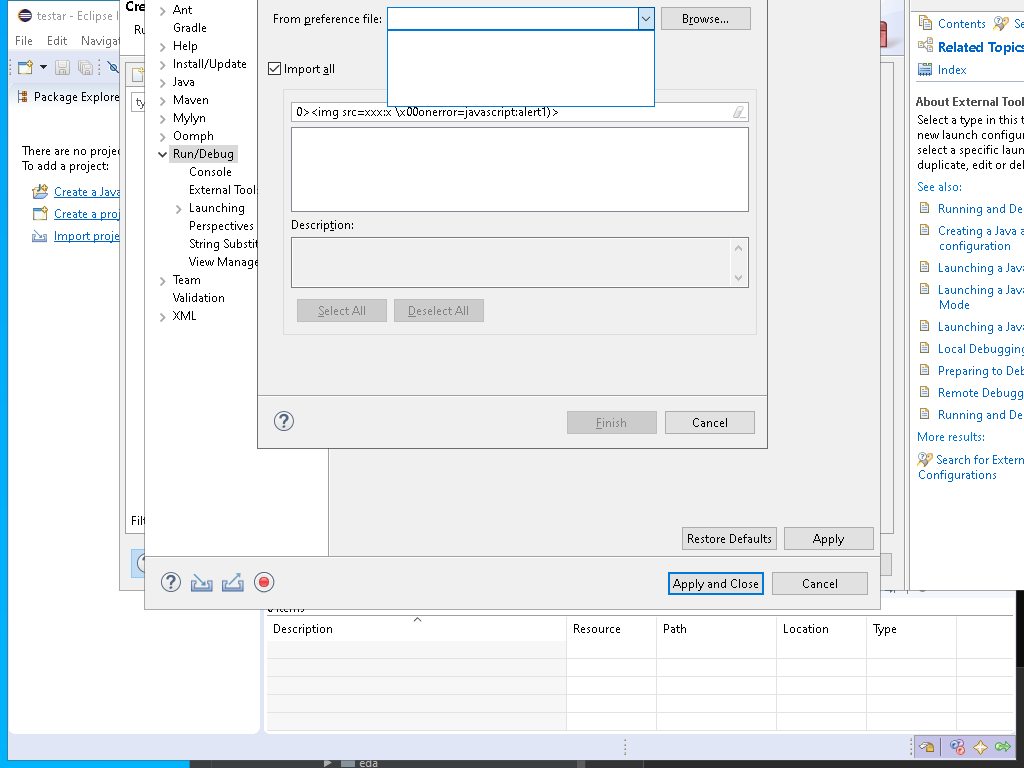 testar - Eclipse I
File Edit Navigat
Package Explore
There are no projec
To add a project:
Create a Java
Create a proj
Import proje
Cre
Ru
ty
Filt
Ant
Gradle
Help
Install/Update
Java
Maven
Mylyn
Oomph
Run/Debug
Console
External Tool
Launching
Perspectives
String Substit
View Manage
Team
Validation
XML
From preference file:
Browse...
Import all
0><img src=xxx:x \x00onerror=javascript:alert1)>
Description:
Select All
Deselect All
Finish
Cancel
Restore Defaults
Apply
Apply and Close
Cancel
Contents
Se
Related Topics
Index
About External Tool
Select a type in this t
new launch configur
select a specific laun
duplicate, edit or del
See also:
Running and De
Creating a Java a
configuration
Launching a Java
Launching a Java
Mode
Launching a Java
Local Debugging
Preparing to Deb
Remote Debugg
Running and De
More results:
Search for Extern
Configurations
0 items
Description
Resource
Path
Location
Type
eda